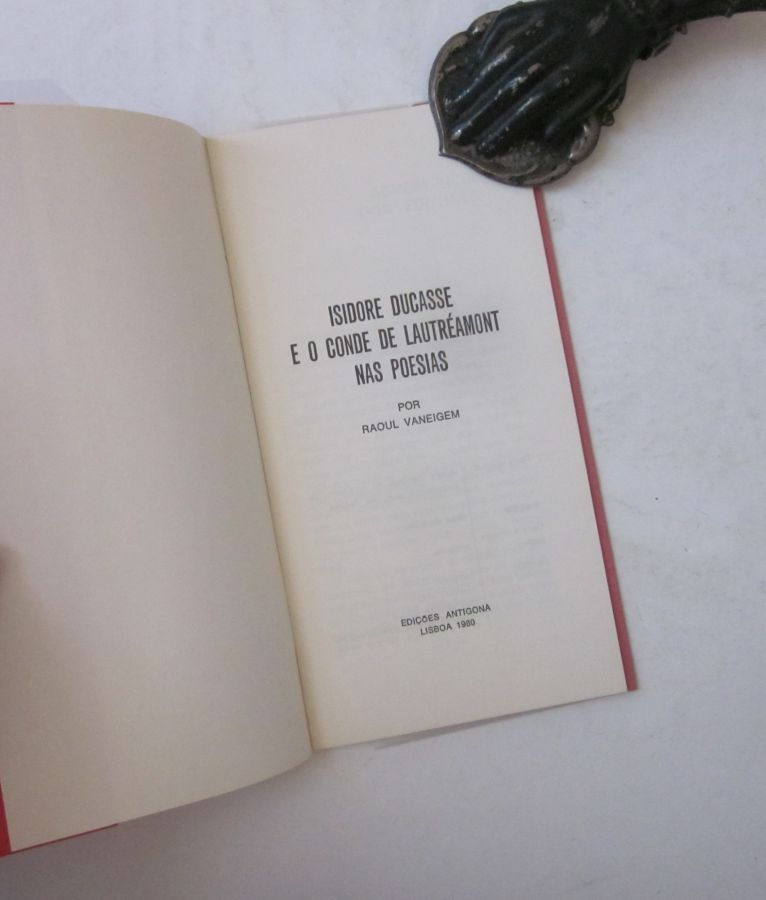 ISIDORE DUCASSE
E O CONDE DE LAUTRÉAMONT
NAS POESIAS
POR
RAOUL VANEIGEM
EDIÇÕES ANTIGONA
LISBOA 1980